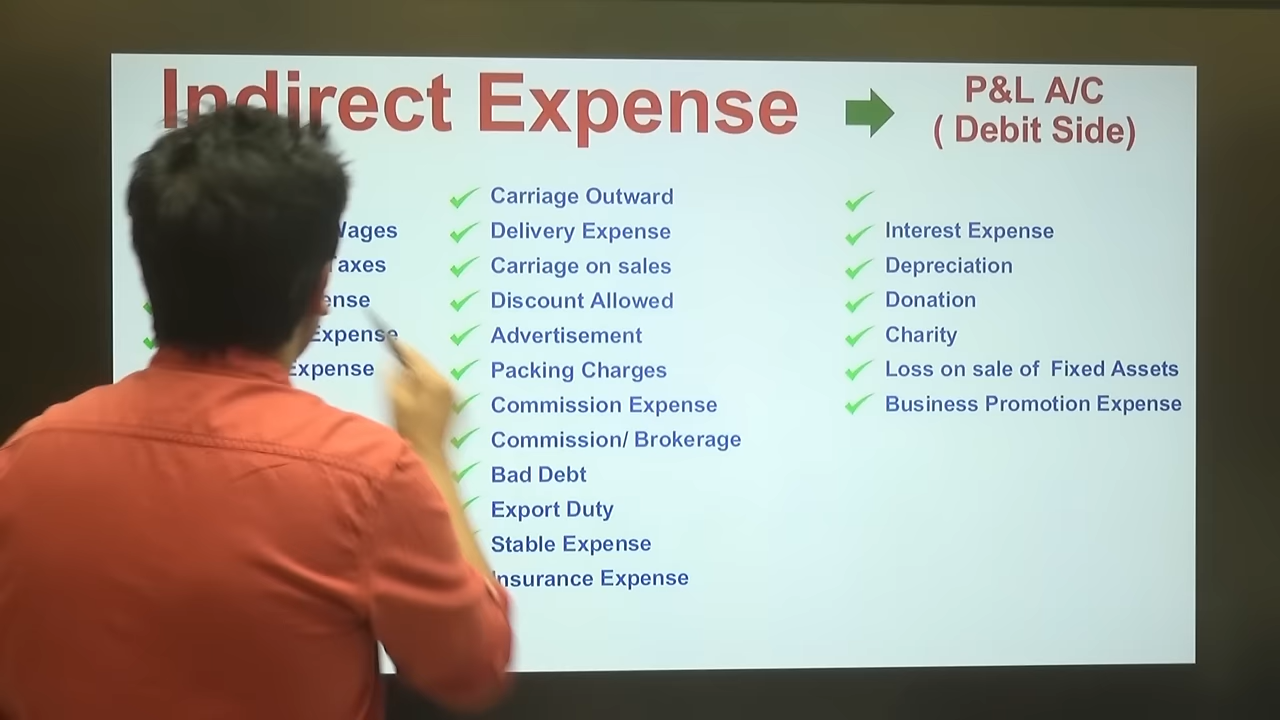 Indirect Expense
P&L A/C
( Debit Side)
Wages
Taxes
Expense
Carriage Outward
Delivery Expense
Carriage on sales
Discount Allowed
Advertisement
Packing Charges
Commission Expense
Commission/ Brokerage
Bad Debt
Export Duty
Stable Expense
Insurance Expense
Interest Expense
Depreciation
Donation
Charity
Loss on sale of Fixed Assets
Business Promotion Expense